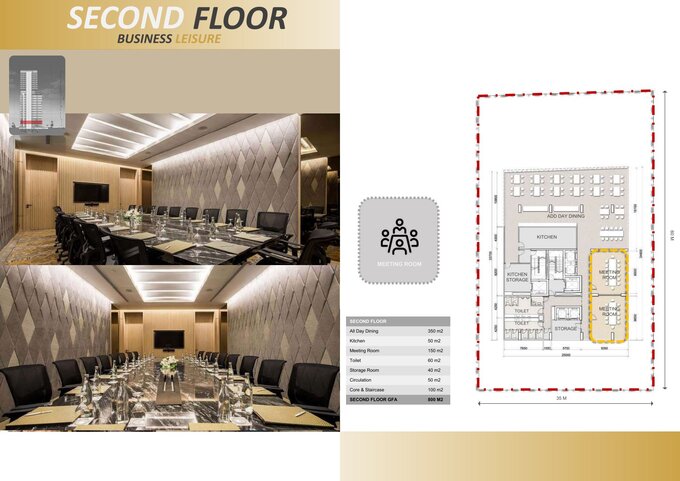 SECOND FLOOR
BUSINESS LEISURE
MEETING ROOM
SECOND FLOOR
All Day Dining 350 m2
Kitchen 50 m2
Meeting Room 150 m2
Toilet 60 m2
Storage Room 40 m2
Circulation 50 m2
Core & Staircase 100 m2
SECOND FLOOR GFA 800 M2
ADD DAY DINING
KITCHEN
KITCHEN
STORAGE
MEETING
ROOM
MEETING
ROOM
TOILET
TOILET
STORAGE
60 M
35 M